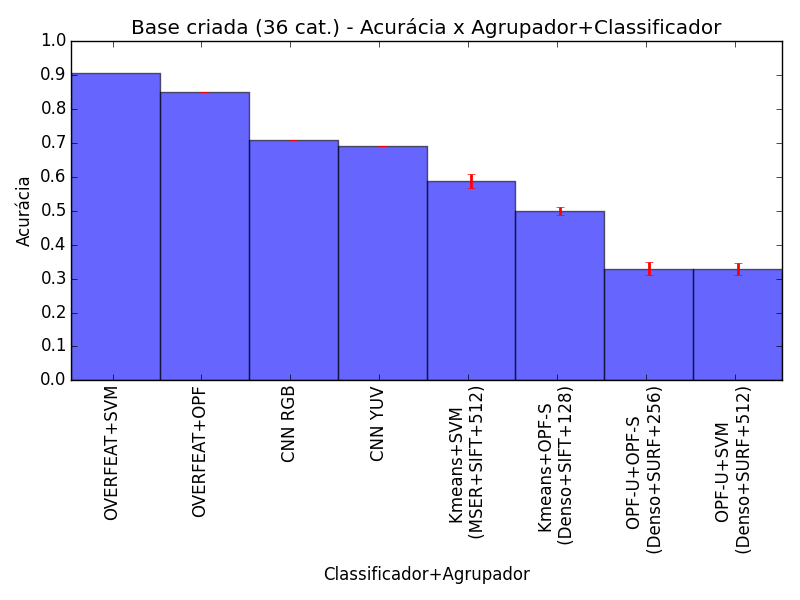 Base criada (36 cat.) - Acurácia x Agrupador+Classificador
1.0
0.9
0.8
0.7
0.6
0.5
0.4
0.3
0.2
0.1
0.0
Acurácia
OVERFEAT+SVM
OVERFEAT+OPF
CNN RGB
CNN YUV
Kmeans+SVM
(MSER+SIFT+512)
Kmeans+OPF-S
(Denso+SIFT+128)
OPF-U+OPF-S
(Denso+SURF+256)
OPF-U+SVM
(Denso+SURF+512)
Classificador+Agrupador